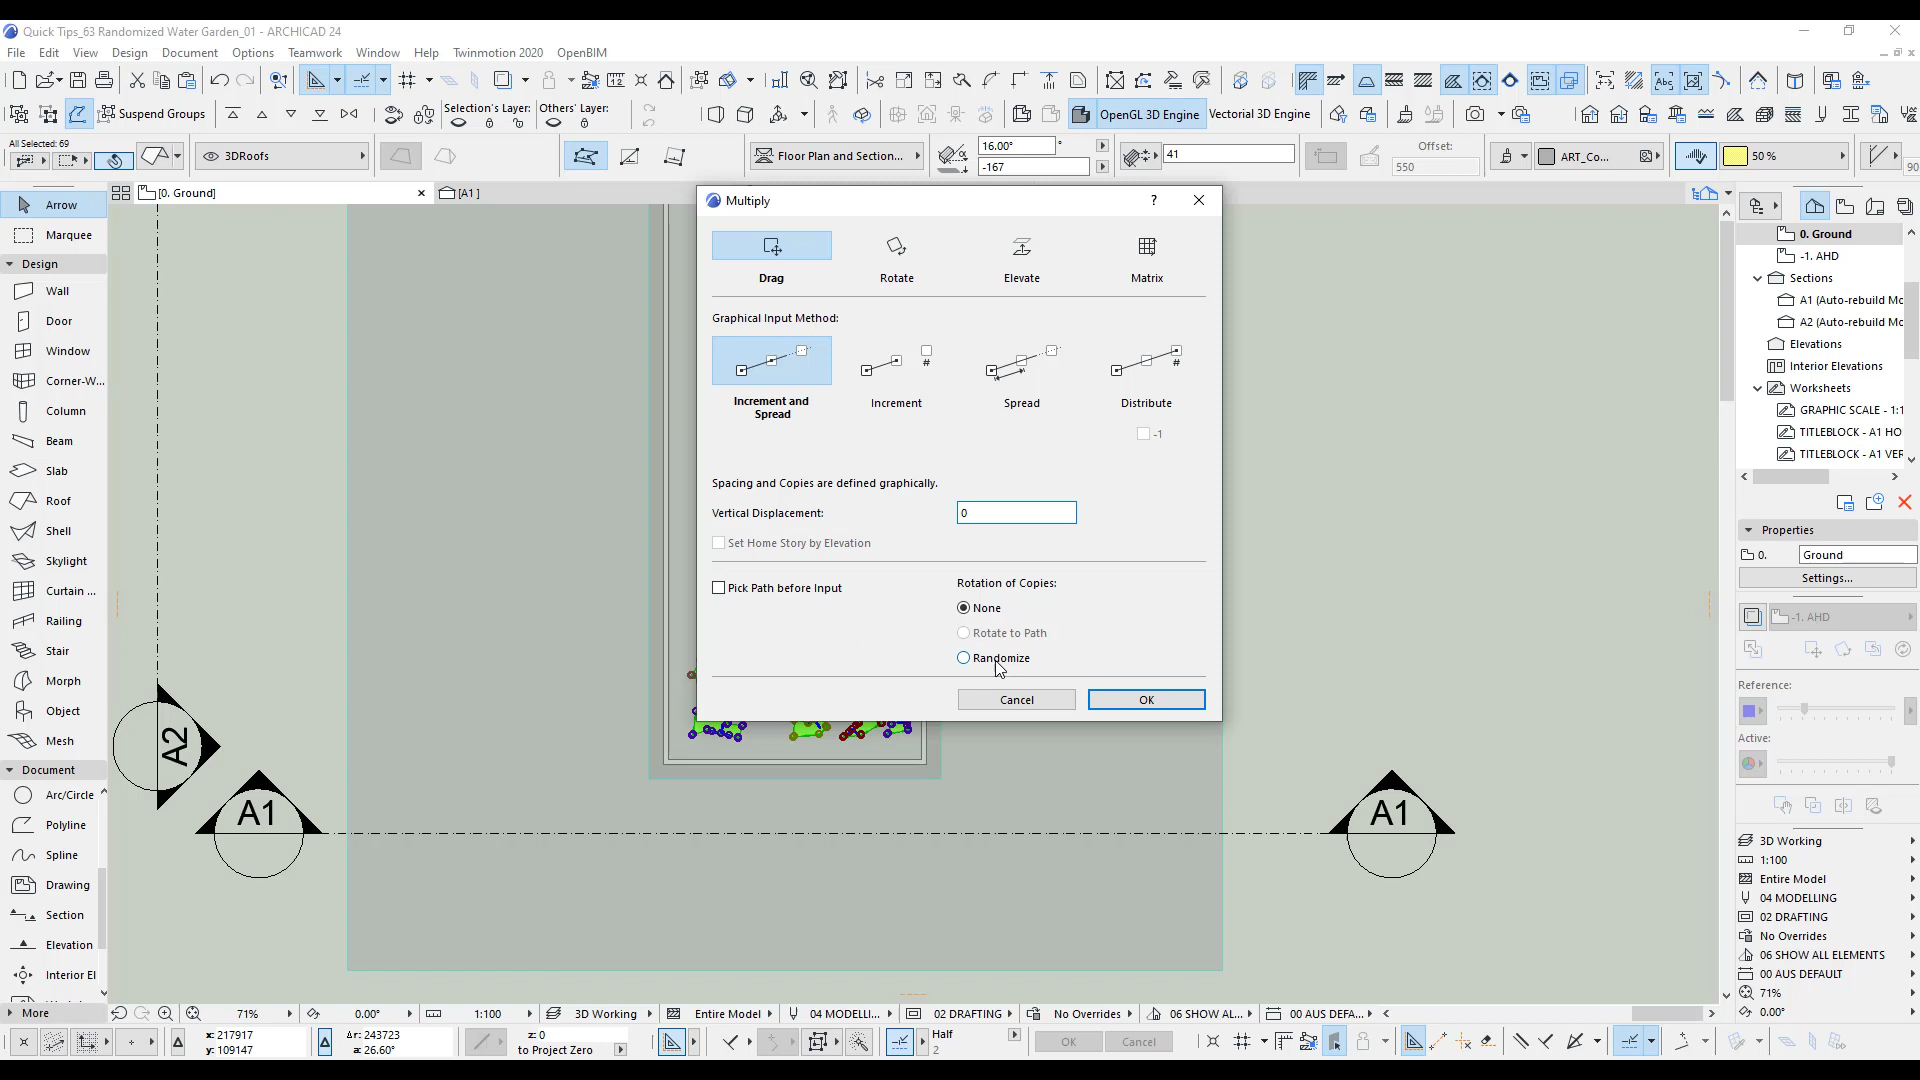 Quick Tips_63 Randomized Water Garden_01 - ARCHICAD 24
File Edit View Design Document Options Teamwork Window Help Twinmotion 2020 OpenBIM
Suspend Groups
Selection's Layer:
Others' Layer:
OpenGL 3D Engine
Vectorial 3D Engine
All Selected: 69
3DRoofs
Floor Plan and Section...
16.00°
°
-167
41
Offset:
550
ART_Co...
50 %
90
[0. Ground]
[A1 ]
Arrow
Marquee
Design
Wall
Door
Window
Corner-W...
Column
Beam
Slab
Roof
Shell
Skylight
Curtain ...
Railing
Stair
Morph
Object
Mesh
Document
Arc/Circle
Polyline
Spline
Drawing
Section
Elevation
Interior El
More
Multiply
?
Drag
Rotate
Elevate
Matrix
Graphical Input Method:
#
#
Increment and Spread
Increment
Spread
Distribute
-1
Spacing and Copies are defined graphically.
Vertical Displacement:
0
Set Home Story by Elevation
Pick Path before Input
Rotation of Copies:
None
Rotate to Path
Randomize
Cancel
OK
A2
A1
A1
0. Ground
-1. AHD
Sections
A1 (Auto-rebuild Mo
A2 (Auto-rebuild Mo
Elevations
Interior Elevations
Worksheets
GRAPHIC SCALE - 1:1
TITLEBLOCK - A1 HO
TITLEBLOCK - A1 VER
Properties
0.
Ground
Settings...
-1. AHD
Reference:
Active:
3D Working
1:100
Entire Model
04 MODELLING
02 DRAFTING
No Overrides
06 SHOW ALL ELEMENTS
00 AUS DEFAULT
71%
0.00°
71%
0.00°
1:100
3D Working
Entire Model
04 MODELLI...
02 DRAFTING
No Overrides
06 SHOW AL...
00 AUS DEFA...
x: 217917
y: 109147
Δr: 243723
a: 26.60°
z: 0
to Project Zero
Half
2
OK
Cancel